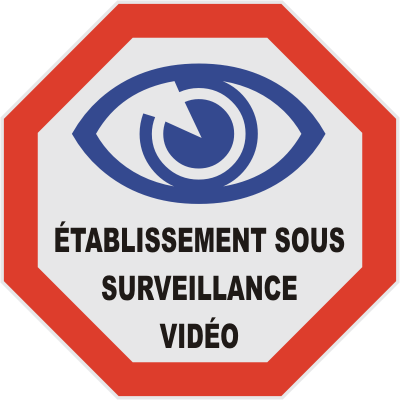 ÉTABLISSEMENT SOUS
SURVEILLANCE
VIDÉO